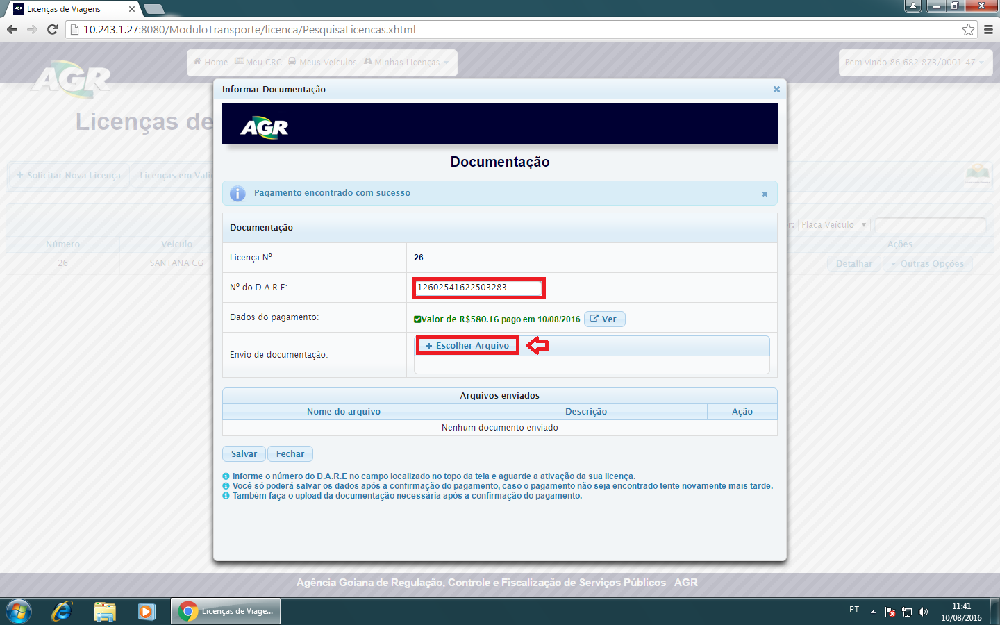 Licenças de Viagens
10.243.1.27:8080/ModuloTransporte/licenca/PesquisaLicencas.xhtml
AGR
Home Meu CRC Meus Veículos Minhas Licenças
Bem vindo 86.682.873/0001-47
Licenças de
Solicitar Nova Licença
Licenças em Vali
Placa Veículo
Número Veículo Ações
26 SANTANA CG Detalhar Outras Opções
Informar Documentação
AGR
Documentação
Pagamento encontrado com sucesso
Documentação
Licença Nº: 26
Nº do D.A.R.E: 12602541622503283
Dados do pagamento: Valor de R$580.16 pago em 10/08/2016 Ver
Escolher Arquivo
Envio de documentação:
Arquivos enviados
Nome do arquivo Descrição Ação
Nenhum documento enviado
Salvar Fechar
Informe o número do D.A.R.E no campo localizado no topo da tela e aguarde a ativação da sua licença.
Você só poderá salvar os dados após a confirmação do pagamento, caso o pagamento não seja encontrado tente novamente mais tarde.
Também faça o upload da documentação necessária após a confirmação do pagamento.
Agência Goiana de Regulação, Controle e Fiscalização de Serviços Públicos AGR
Licenças de Viage...
PT
11:41
10/08/2016